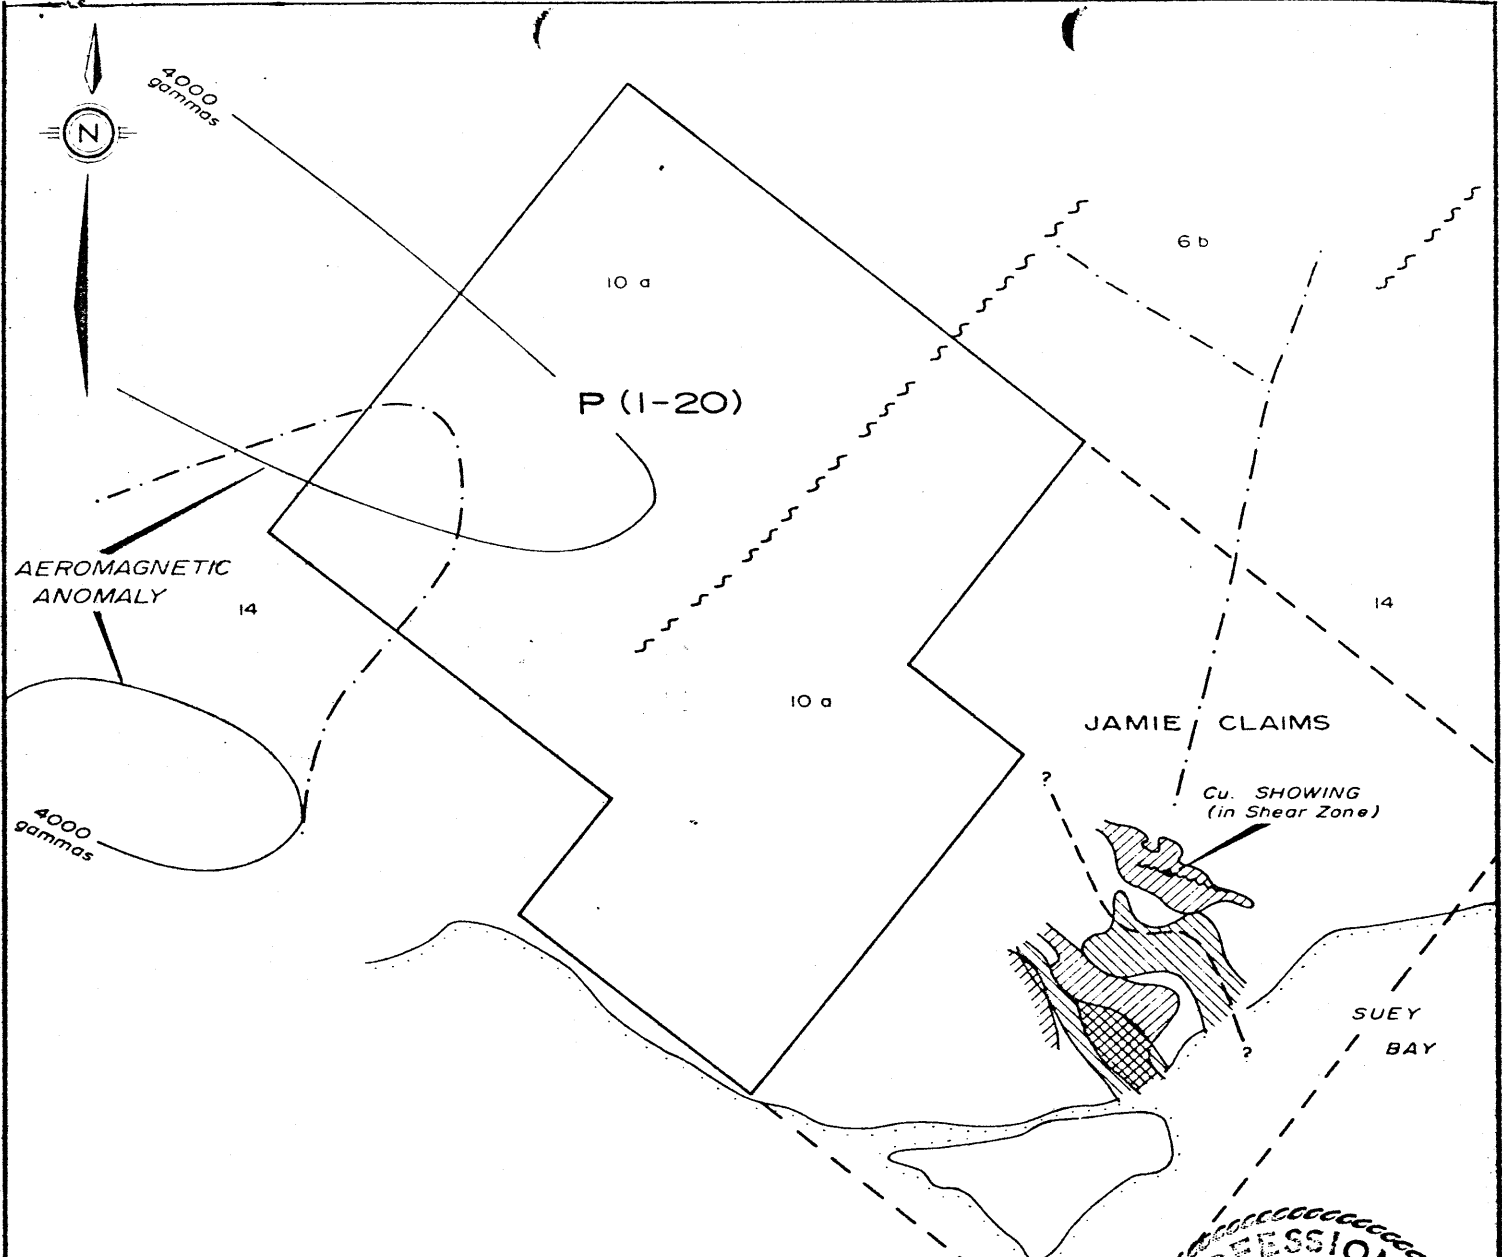 4000
gammas
N
6 b
10 a
P (1-20)
AEROMAGNETIC
ANOMALY
14
14
10 a
JAMIE CLAIMS
?
Cu. SHOWING
(in Shear Zone)
4000
gammas
SUEY
BAY
?